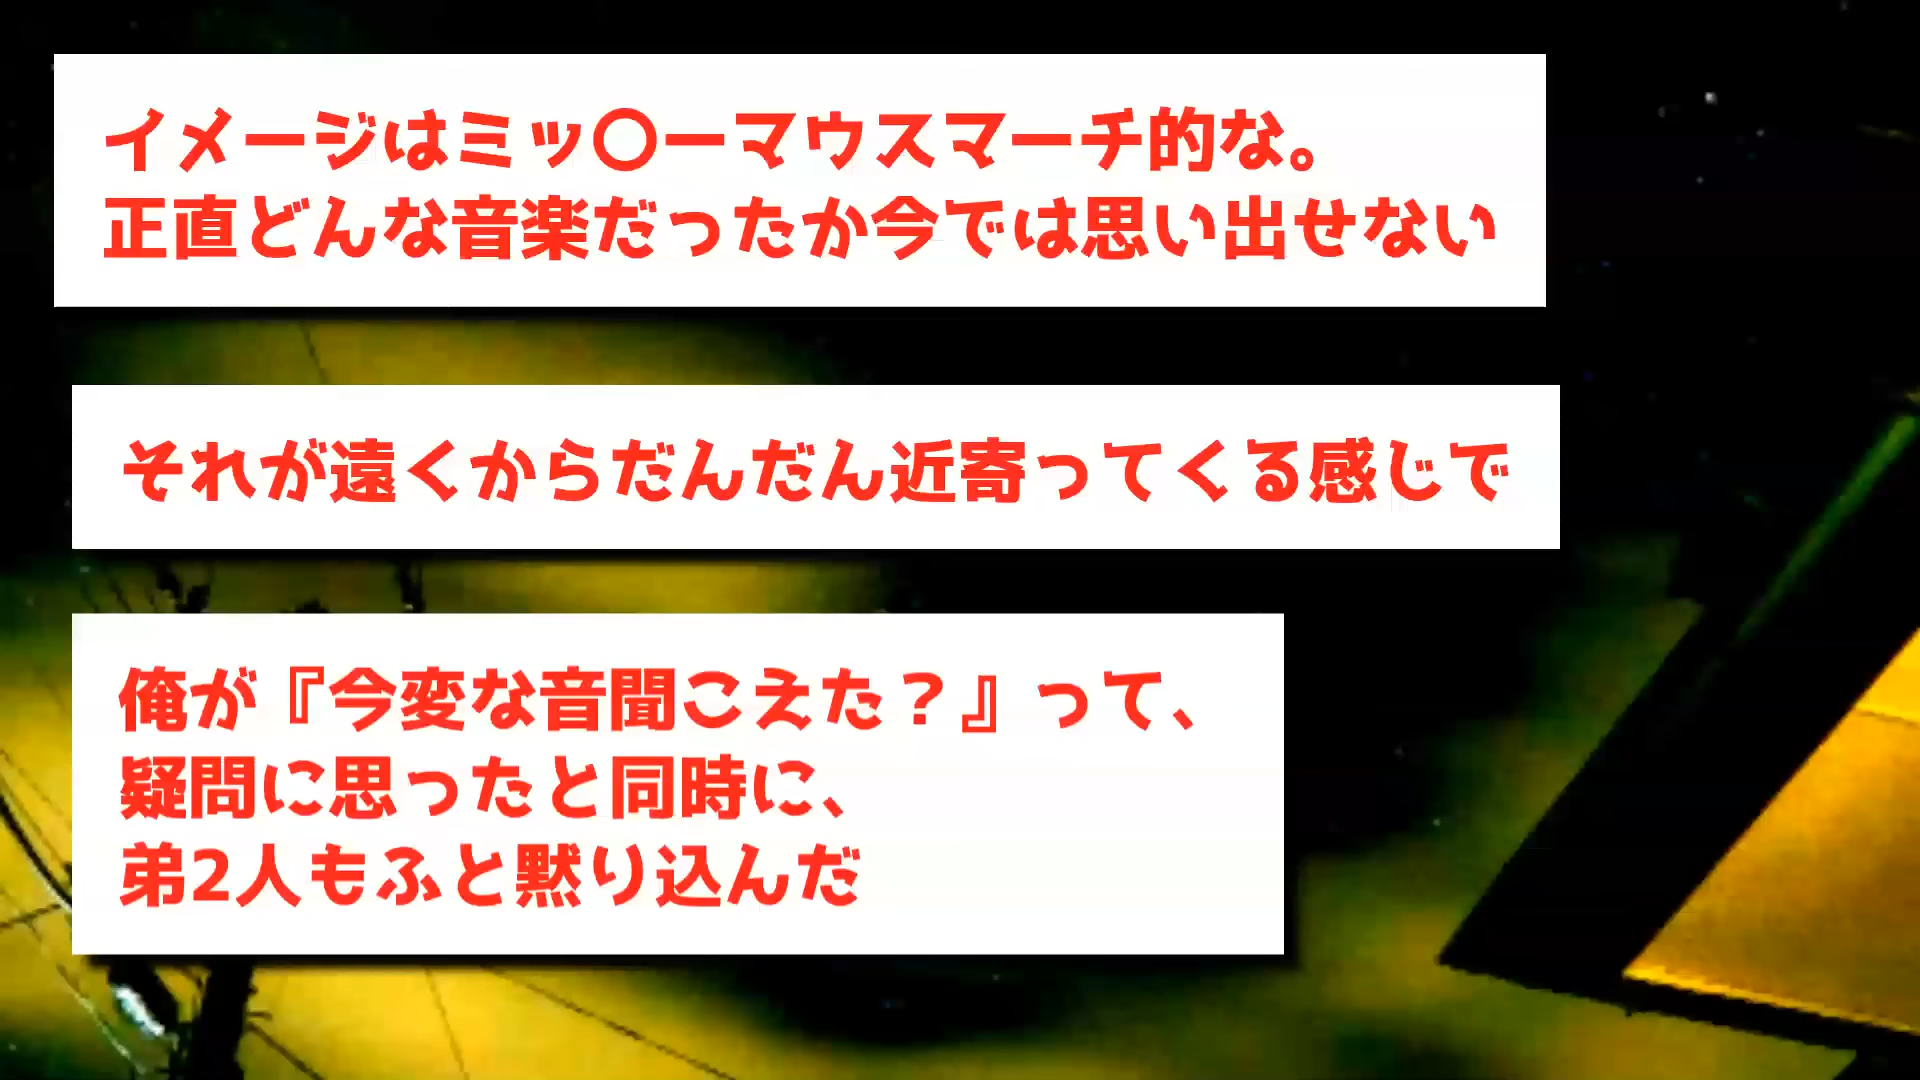 イメージはミッ〇ーマウスマーチ的な。
正直どんな音楽だったか今では思い出せない
それが遠くからだんだん近寄ってくる感じで
俺が『今変な音聞こえた？』って、
疑問に思ったと同時に、
弟2人もふと黙り込んだ